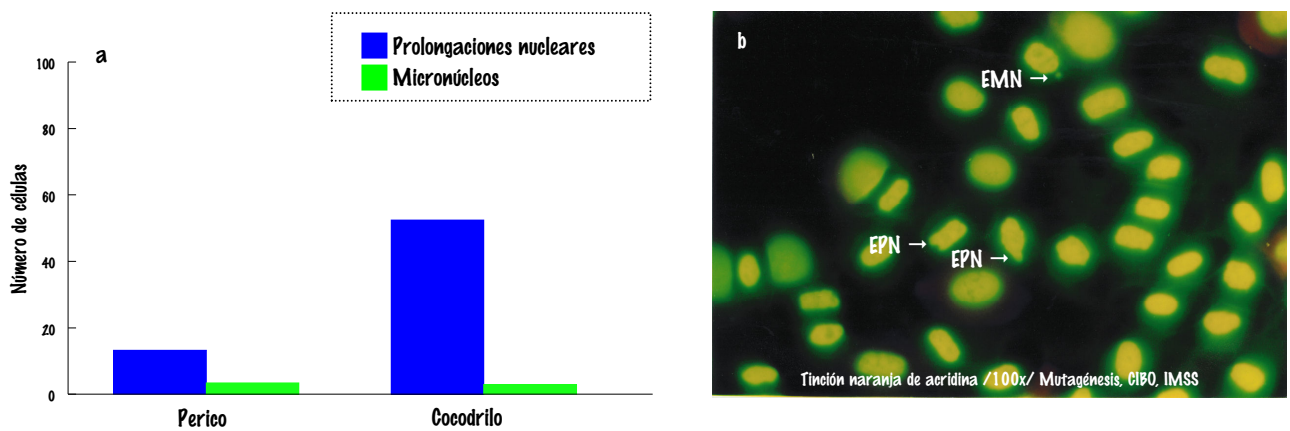 a
Prolongaciones nucleares
Micronúcleos
Número de células
100
80
60
40
20
0
Perico
Cocodrilo
b
EMN →
EPN →
EPN →
Tinción naranja de acridina /100x/ Mutagénesis, CIBO, IMSS